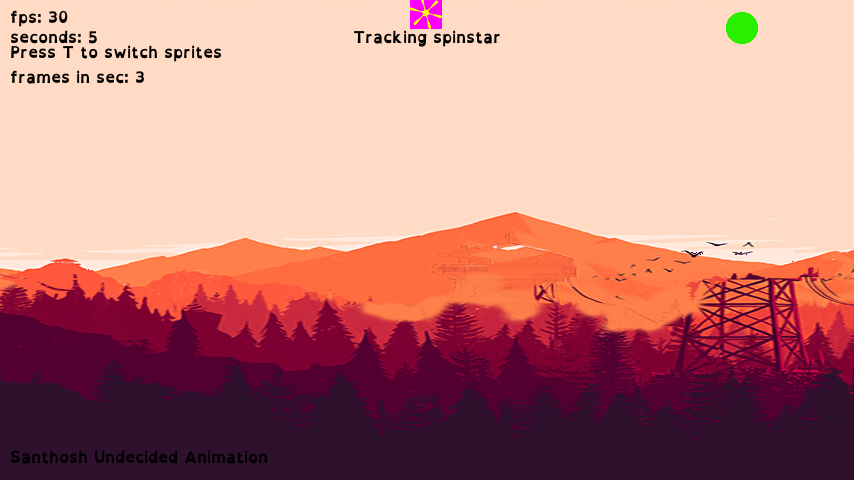 fps: 30
seconds: 5
Press T to switch sprites
frames in sec: 3
Tracking spinstar
Santhosh Undecided Animation